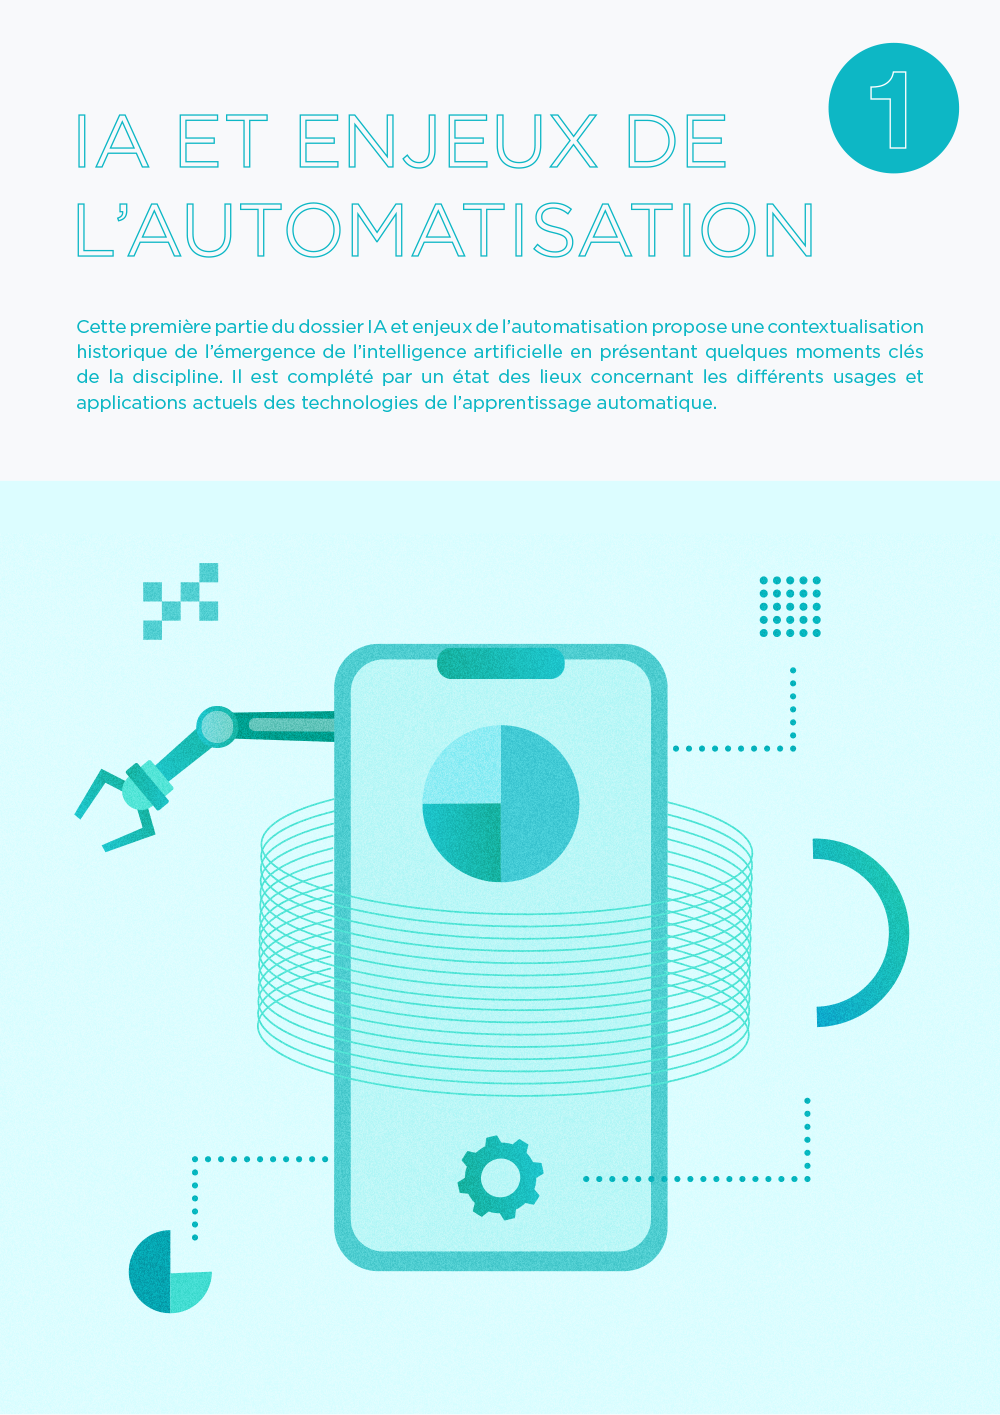 1
IA ET ENJEUX DE
L’AUTOMATISATION
Cette première partie du dossier IA et enjeux de l’automatisation propose une contextualisation
historique de l’émergence de l’intelligence artificielle en présentant quelques moments clés
de la discipline. Il est complété par un état des lieux concernant les différents usages et
applications actuels des technologies de l’apprentissage automatique.